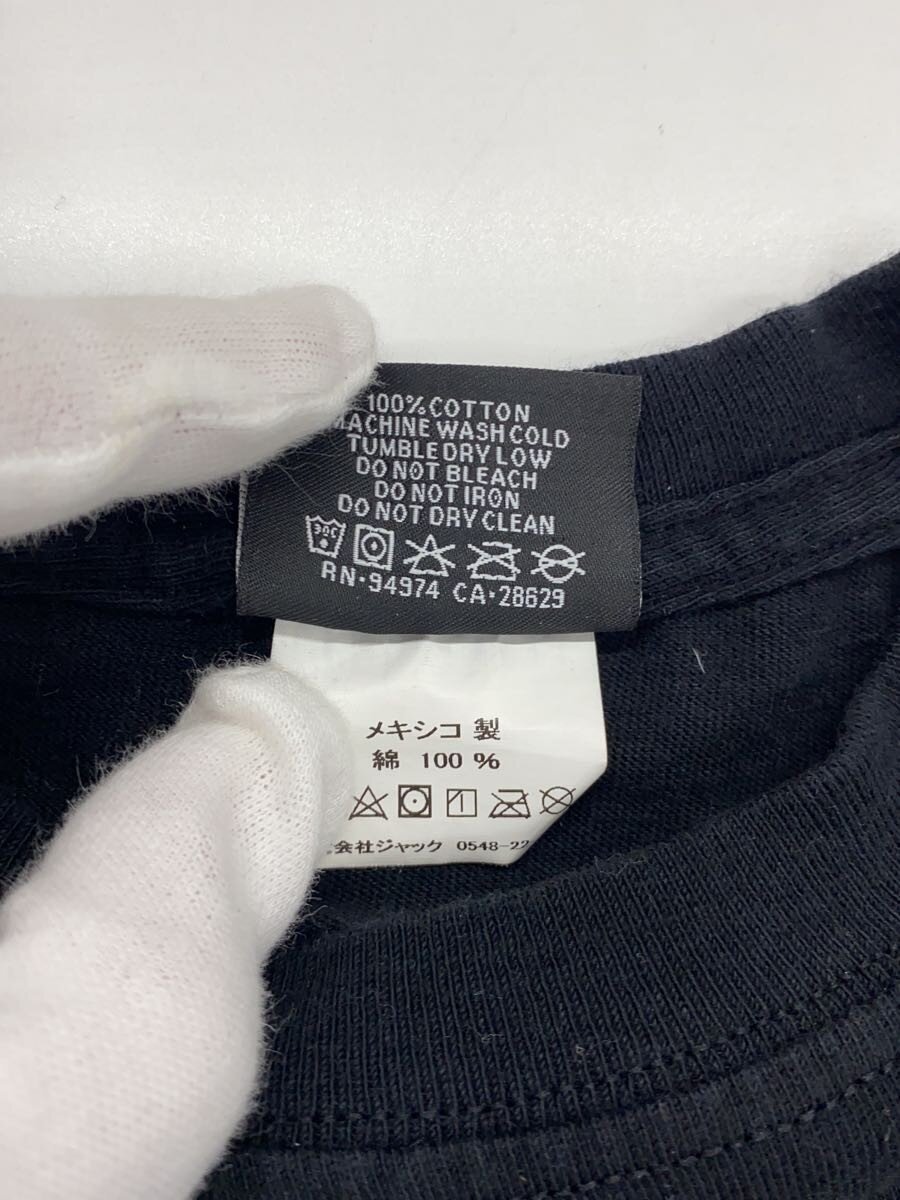 100% COTTON
MACHINE WASH COLD
TUMBLE DRY LOW
DO NOT BLEACH
DO NOT IRON
DO NOT DRY CLEAN
30C
RN·94974 CA·28629
メキシコ 製
綿 100 %
会社ジャック 0548-22